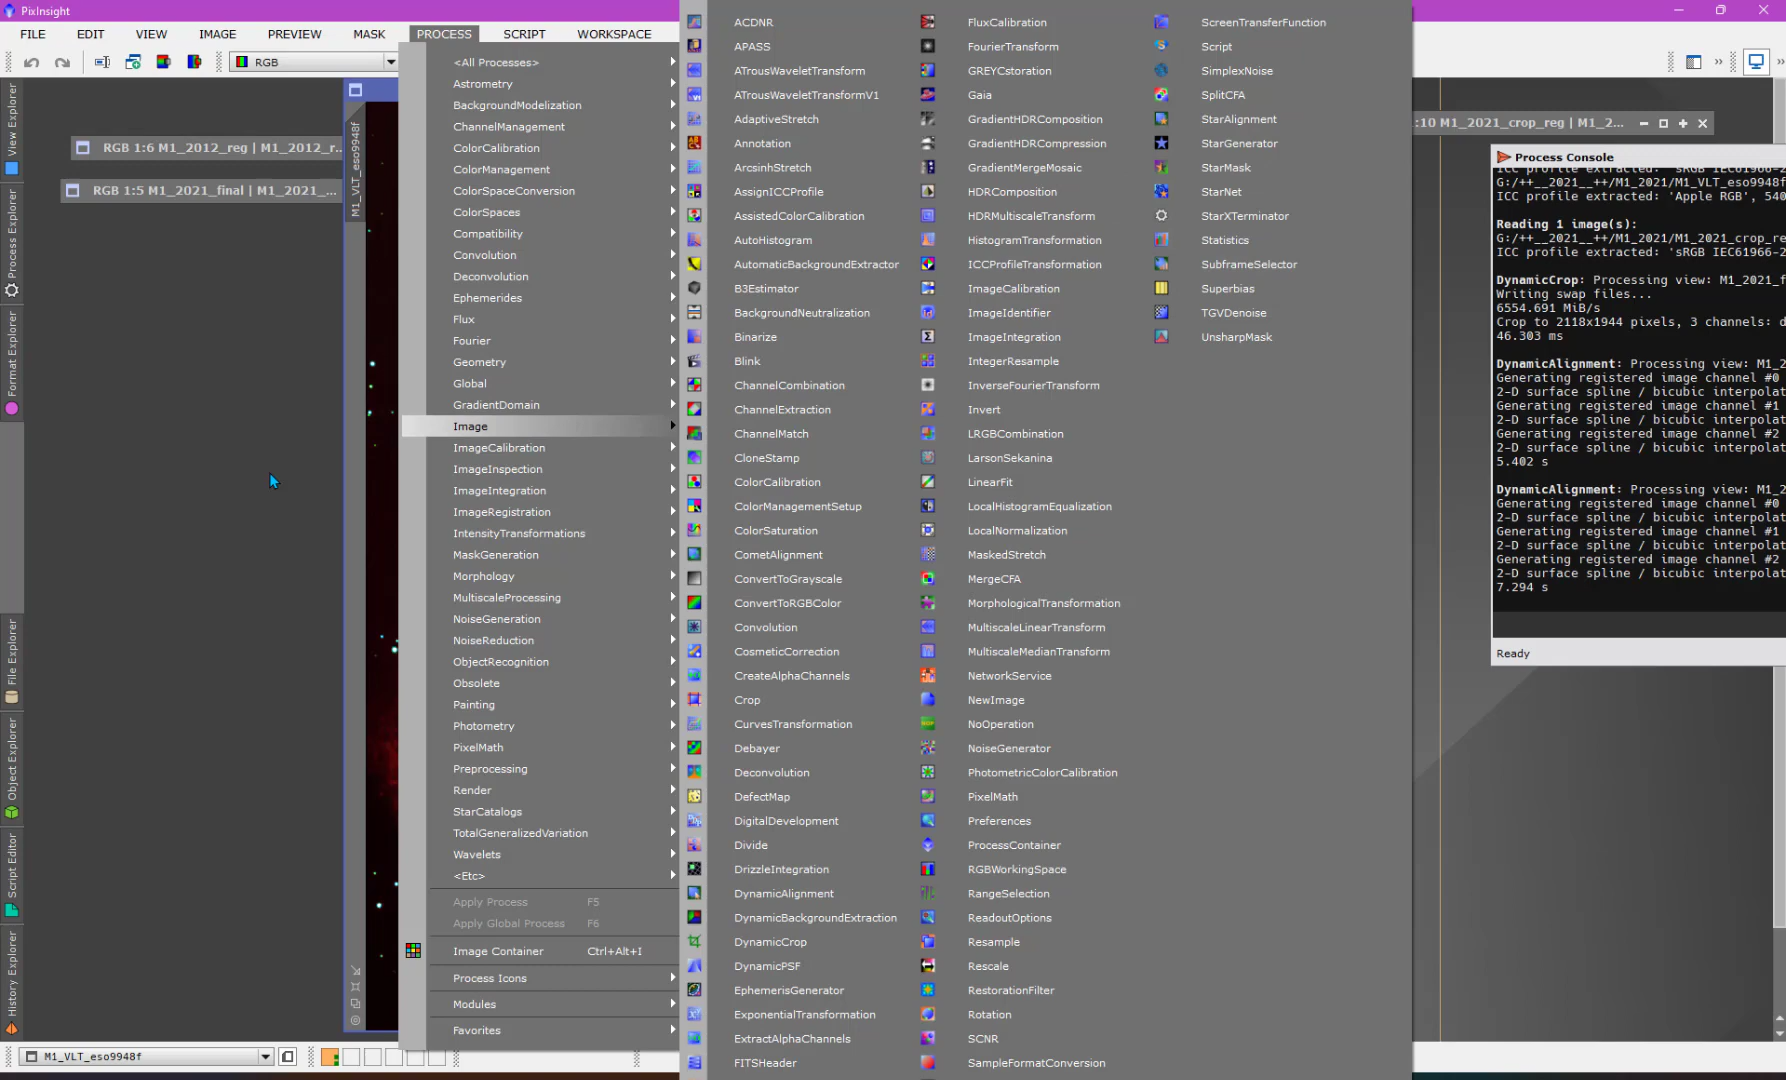 PixInsight
FILE EDIT VIEW IMAGE PREVIEW MASK PROCESS SCRIPT WORKSPACE
RGB
View Explorer
Process Explorer
Format Explorer
File Explorer
Object Explorer
Script Editor
History Explorer
RGB 1:6 M1_2012_reg | M1_2012_r...
RGB 1:5 M1_2021_final | M1_2021_...
M1_VLT_eso9948f
<All Processes>
Astrometry
BackgroundModelization
ChannelManagement
ColorCalibration
ColorManagement
ColorSpaceConversion
ColorSpaces
Compatibility
Convolution
Deconvolution
Ephemerides
Flux
Fourier
Geometry
Global
GradientDomain
Image
ImageCalibration
ImageInspection
ImageIntegration
ImageRegistration
IntensityTransformations
MaskGeneration
Morphology
MultiscaleProcessing
NoiseGeneration
NoiseReduction
ObjectRecognition
Obsolete
Painting
Photometry
PixelMath
Preprocessing
Render
StarCatalogs
TotalGeneralizedVariation
Wavelets
<Etc>
Apply Process F5
Apply Global Process F6
Image Container Ctrl+Alt+I
Process Icons
Modules
Favorites
ACDNR
APASS
ATrousWaveletTransform
ATrousWaveletTransformV1
AdaptiveStretch
Annotation
ArcsinhStretch
AssignICCProfile
AssistedColorCalibration
AutoHistogram
AutomaticBackgroundExtractor
B3Estimator
BackgroundNeutralization
Binarize
Blink
ChannelCombination
ChannelExtraction
ChannelMatch
CloneStamp
ColorCalibration
ColorManagementSetup
ColorSaturation
CometAlignment
ConvertToGrayscale
ConvertToRGBColor
Convolution
CosmeticCorrection
CreateAlphaChannels
Crop
CurvesTransformation
Debayer
Deconvolution
DefectMap
DigitalDevelopment
Divide
DrizzleIntegration
DynamicAlignment
DynamicBackgroundExtraction
DynamicCrop
DynamicPSF
EphemerisGenerator
ExponentialTransformation
ExtractAlphaChannels
FITSHeader
FluxCalibration
FourierTransform
GREYCstoration
Gaia
GradientHDRComposition
GradientHDRCompression
GradientMergeMosaic
HDRComposition
HDRMultiscaleTransform
HistogramTransformation
ICCProfileTransformation
ImageCalibration
ImageIdentifier
ImageIntegration
IntegerResample
InverseFourierTransform
Invert
LRGBCombination
LarsonSekanina
LinearFit
LocalHistogramEqualization
LocalNormalization
MaskedStretch
MergeCFA
MorphologicalTransformation
MultiscaleLinearTransform
MultiscaleMedianTransform
NetworkService
NewImage
NoOperation
NoiseGenerator
PhotometricColorCalibration
PixelMath
Preferences
ProcessContainer
RGBWorkingSpace
RangeSelection
ReadoutOptions
Resample
Rescale
RestorationFilter
Rotation
SCNR
SampleFormatConversion
ScreenTransferFunction
Script
SimplexNoise
SplitCFA
StarAlignment
StarGenerator
StarMask
StarNet
StarXTerminator
Statistics
SubframeSelector
Superbias
TGVDenoise
UnsharpMask
:10 M1_2021_crop_reg | M1_2...
Process Console
ICC profile extracted: 'sRGB IEC61966-2
G:/++__2021__++/M1_2021/M1_VLT_eso9948f
ICC profile extracted: 'Apple RGB', 540
Reading 1 image(s):
G:/++__2021__++/M1_2021/M1_2021_crop_re
ICC profile extracted: 'sRGB IEC61966-2
DynamicCrop: Processing view: M1_2021_f
Writing swap files...
6554.691 MiB/s
Crop to 2118x1944 pixels, 3 channels: d
46.303 ms
DynamicAlignment: Processing view: M1_2
Generating registered image channel #0
2-D surface spline / bicubic interpolat
Generating registered image channel #1
2-D surface spline / bicubic interpolat
Generating registered image channel #2
2-D surface spline / bicubic interpolat
5.402 s
DynamicAlignment: Processing view: M1_2
Generating registered image channel #0
2-D surface spline / bicubic interpolat
Generating registered image channel #1
2-D surface spline / bicubic interpolat
Generating registered image channel #2
2-D surface spline / bicubic interpolat
7.294 s
Ready
M1_VLT_eso9948f